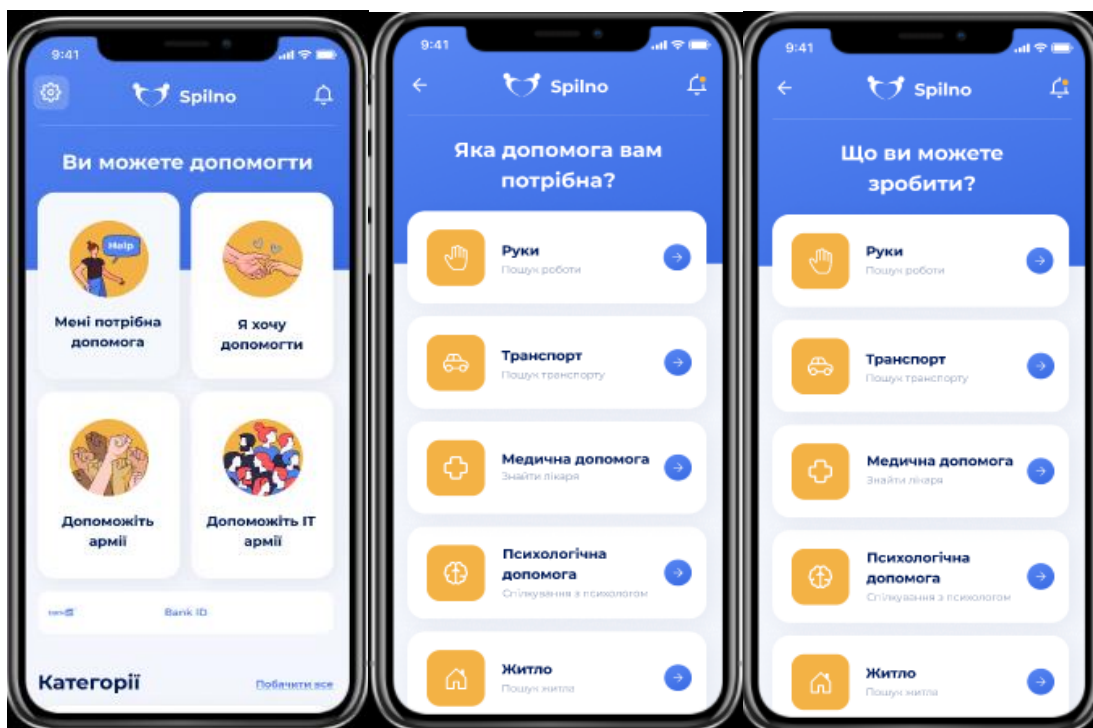 9:41
Spilno
Ви можете допомогти
Help
Мені потрібна
допомога
Я хочу
допомогти
Допоможіть
армії
Допоможіть ІТ
армії
Bank ID
Категорії
Побачити все
9:41
Spilno
Яка допомога вам
потрібна?
Руки
Пошук роботи
Транспорт
Пошук транспорту
Медична допомога
Знайти лікаря
Психологічна
допомога
Спілкування з психологом
Житло
Пошук житла
9:41
Spilno
Що ви можете
зробити?
Руки
Пошук роботи
Транспорт
Пошук транспорту
Медична допомога
Знайти лікаря
Психологічна
допомога
Спілкування з психологом
Житло
Пошук житла